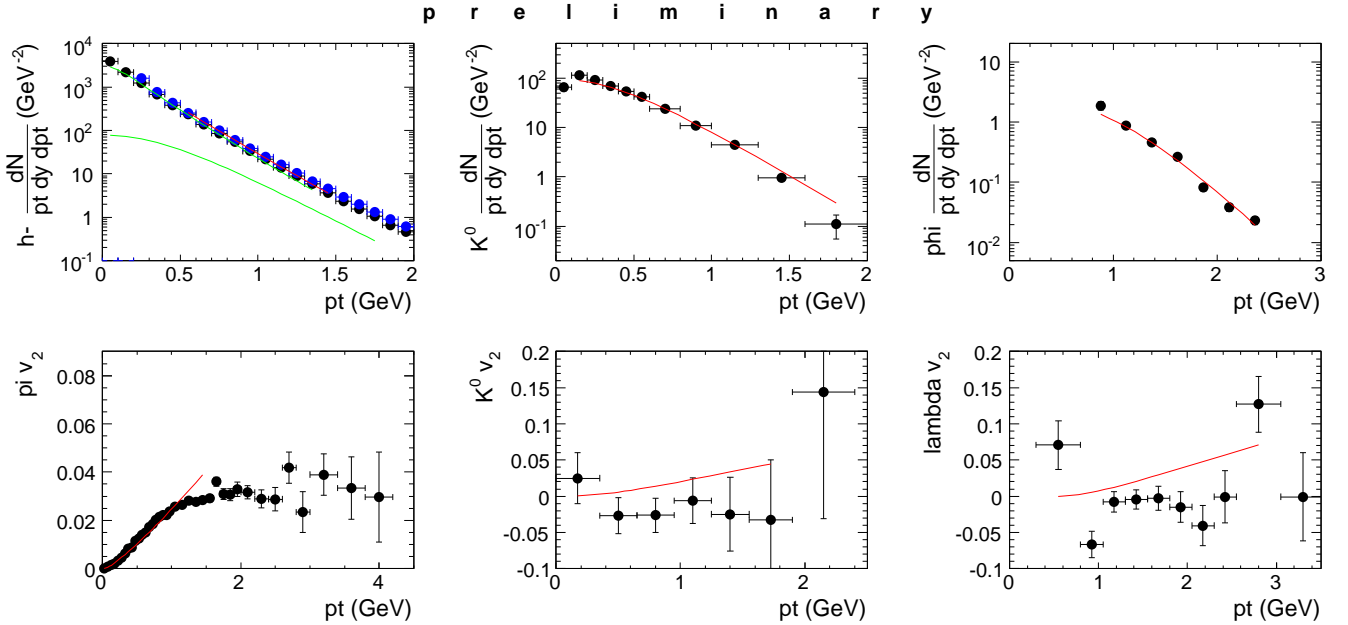 p r e l i m i n a r y
h- dN/pt dy dpt (GeV^-2)
10^4
10^3
10^2
10
1
10^-1
0.5 1 1.5 2
pt (GeV)
K^0 dN/pt dy dpt (GeV^-2)
10^2
10
1
10^-1
0 0.5 1 1.5 2
pt (GeV)
phi dN/pt dy dpt (GeV^-2)
10
1
10^-1
10^-2
0 1 2 3
pt (GeV)
pi v_2
0.08
0.06
0.04
0.02
0
0 2 4
pt (GeV)
K^0 v_2
0.2
0.15
0.1
0.05
0
-0.05
-0.1
0 1 2
pt (GeV)
lambda v_2
0.2
0.15
0.1
0.05
0
-0.05
-0.1
0 1 2 3
pt (GeV)